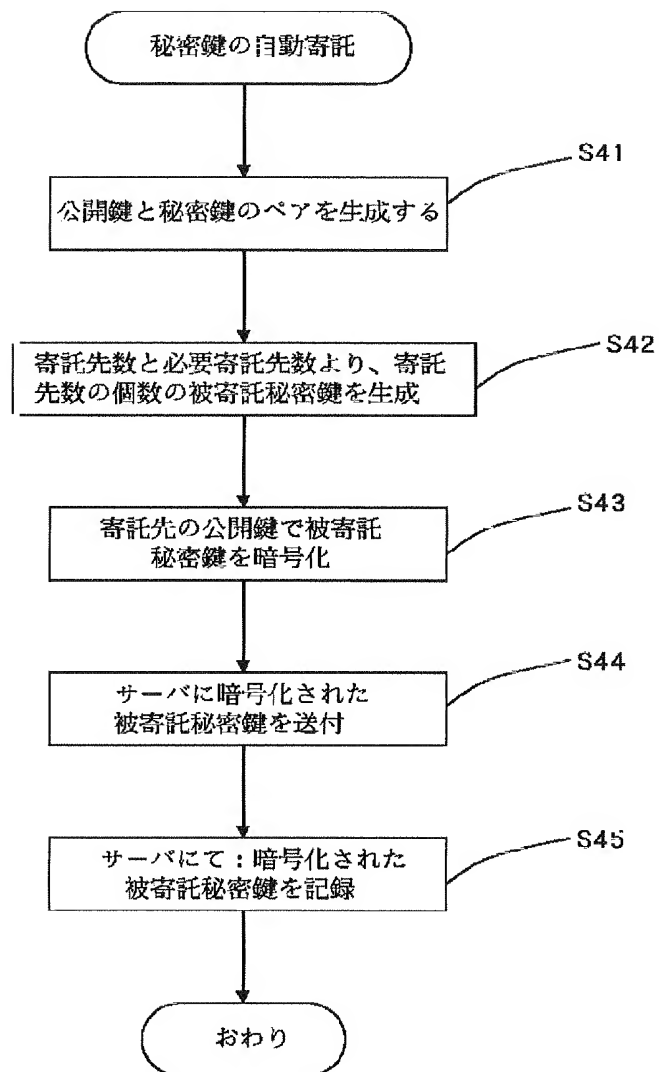 秘密鍵の自動寄託
S41
公開鍵と秘密鍵のペアを生成する
S42
寄託先数と必要寄託先数より、寄託
先数の個数の被寄託秘密鍵を生成
S43
寄託先の公開鍵で被寄託
秘密鍵を暗号化
S44
サーバに暗号化された
被寄託秘密鍵を送付
S45
サーバにて：暗号化された
被寄託秘密鍵を記録
おわり